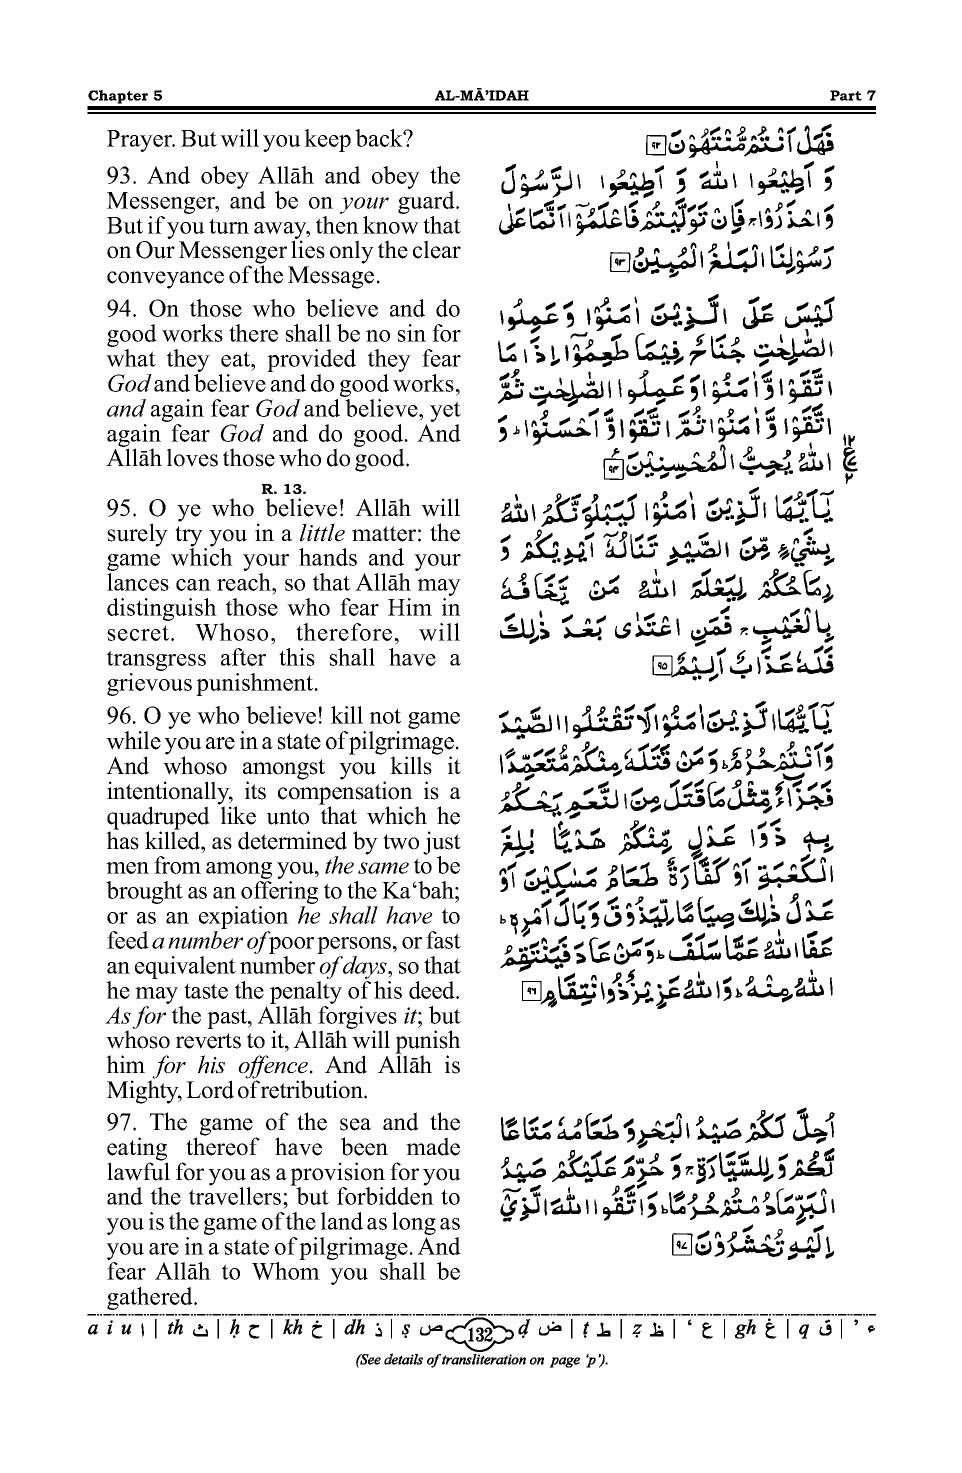 Chapter 5 AL-MĀ’IDAH Part 7
Prayer. But will you keep back?
93. And obey Allāh and obey the
Messenger, and be on your guard.
But if you turn away, then know that
on Our Messenger lies only the clear
conveyance of the Message.
94. On those who believe and do
good works there shall be no sin for
what they eat, provided they fear
God and believe and do good works,
and again fear God and believe, yet
again fear God and do good. And
Allāh loves those who do good.
R. 13.
95. O ye who believe! Allāh will
surely try you in a little matter: the
game which your hands and your
lances can reach, so that Allāh may
distinguish those who fear Him in
secret. Whoso, therefore, will
transgress after this shall have a
grievous punishment.
96. O ye who believe! kill not game
while you are in a state of pilgrimage.
And whoso amongst you kills it
intentionally, its compensation is a
quadruped like unto that which he
has killed, as determined by two just
men from among you, the same to be
brought as an offering to the Ka‘bah;
or as an expiation he shall have to
feed a number of poor persons, or fast
an equivalent number of days, so that
he may taste the penalty of his deed.
As for the past, Allāh forgives it; but
whoso reverts to it, Allāh will punish
him for his offence. And Allāh is
Mighty, Lord of retribution.
97. The game of the sea and the
eating thereof have been made
lawful for you as a provision for you
and the travellers; but forbidden to
you is the game of the land as long as
you are in a state of pilgrimage. And
fear Allāh to Whom you shall be
gathered.
فَهَلْ اَنْتُمْ مُّنْتَهُوْنَ ۹۲
وَ اَطِيْعُوا اللّٰهَ وَ اَطِيْعُوا الرَّسُوْلَ
وَاحْذَرُوْا ۚ فَاِنْ تَوَلَّيْتُمْ فَاعْلَمُوْۤا اَنَّمَا عَلٰى
رَسُوْلِنَا الْبَلٰغُ الْمُبِيْنُ ۹۳
لَيْسَ عَلَى الَّذِيْنَ اٰمَنُوْا وَ عَمِلُوا
الصّٰلِحٰتِ جُنَاحٌ فِيْمَا طَعِمُوْۤا اِذَا مَا
اتَّقَوْا وَّ اٰمَنُوْا وَ عَمِلُوا الصّٰلِحٰتِ ثُمَّ
اتَّقَوْا وَّ اٰمَنُوْا ثُمَّ اتَّقَوْا وَّ اَحْسَنُوْا ؕ وَ
اللّٰهُ يُحِبُّ الْمُحْسِنِيْنَ ۹۴
يٰۤاَيُّهَا الَّذِيْنَ اٰمَنُوْا لَيَبْلُوَنَّكُمُ اللّٰهُ
بِشَيْءٍ مِّنَ الصَّيْدِ تَنَالُهٗۤ اَيْدِيْكُمْ وَ
رِمَاحُكُمْ لِيَعْلَمَ اللّٰهُ مَنْ يَّخَافُهٗ
بِالْغَيْبِ ۚ فَمَنِ اعْتَدٰى بَعْدَ ذٰلِكَ
فَلَهٗ عَذَابٌ اَلِيْمٌ ۹۵
يٰۤاَيُّهَا الَّذِيْنَ اٰمَنُوْا لَا تَقْتُلُوا الصَّيْدَ
وَ اَنْتُمْ حُرُمٌ ؕ وَ مَنْ قَتَلَهٗ مِنْكُمْ مُّتَعَمِّدًا
فَجَزَآءٌ مِّثْلُ مَا قَتَلَ مِنَ النَّعَمِ يَحْكُمُ
بِهٖ ذَوَا عَدْلٍ مِّنْكُمْ هَدْيًۢا بٰلِغَ
الْكَعْبَةِ اَوْ كَفَّارَةٌ طَعَامُ مَسٰكِيْنَ اَوْ
عَدْلُ ذٰلِكَ صِيَامًا لِّيَذُوْقَ وَبَالَ اَمْرِهٖ ؕ
عَفَا اللّٰهُ عَمَّا سَلَفَ ؕ وَ مَنْ عَادَ فَيَنْتَقِمُ
اللّٰهُ مِنْهُ ؕ وَ اللّٰهُ عَزِيْزٌ ذُو انْتِقَامٍ ۹۶
اُحِلَّ لَكُمْ صَيْدُ الْبَحْرِ وَ طَعَامُهٗ مَتَاعًا
لَّكُمْ وَ لِلسَّيَّارَةِ ۚ وَ حُرِّمَ عَلَيْكُمْ صَيْدُ
الْبَرِّ مَا دُمْتُمْ حُرُمًا ؕ وَ اتَّقُوا اللّٰهَ الَّذِيْۤ
اِلَيْهِ تُحْشَرُوْنَ ۹۷
a i u ا | th ث | ḥ ح | kh خ | dh ذ | ṣ ص 132 ḍ ض | ṭ ط | ẓ ظ | ‘ ع | gh غ | q ق | ’ ء
(See details of transliteration on page ‘p’).